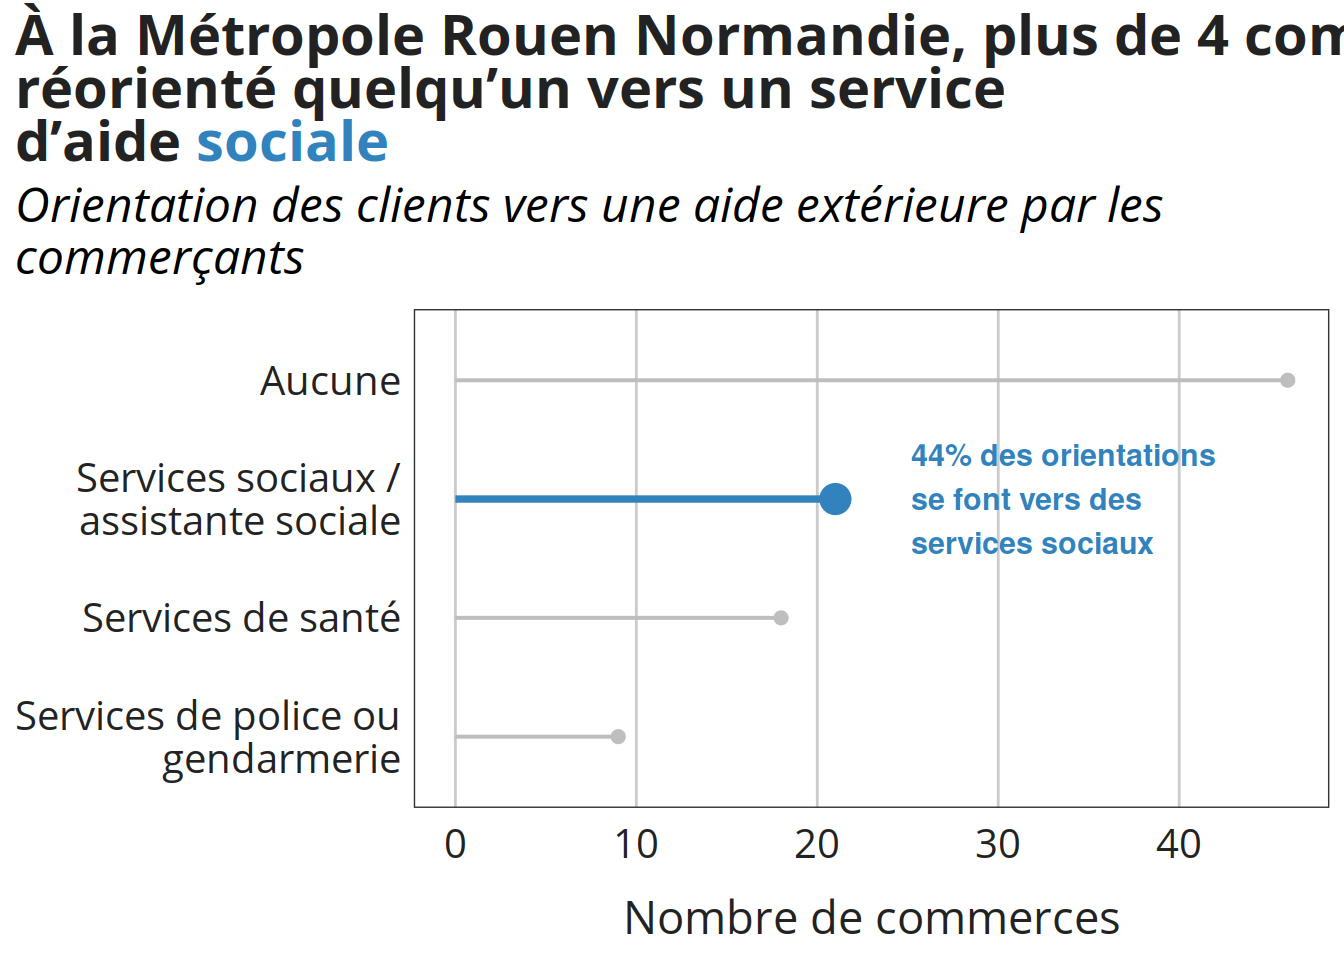 À la Métropole Rouen Normandie, plus de 4
réorienté quelqu’un vers un service
d’aide sociale
Orientation des clients vers une aide extérieure par les
commerçants
Aucune
44% des orientations
se font vers des
services sociaux
Services sociaux /
assistante sociale
Services de santé
Services de police ou
gendarmerie
0 10 20 30 40
Nombre de commerces